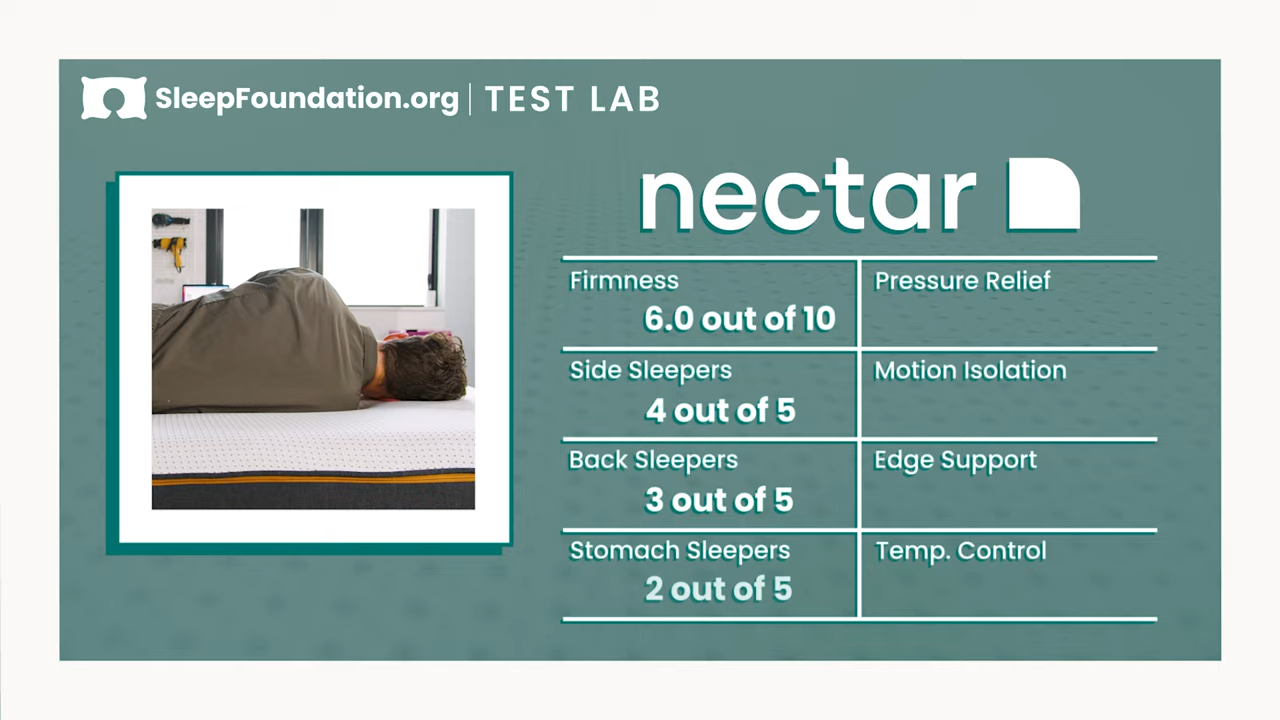 SleepFoundation.org | TEST LAB
nectar
Firmness
6.0 out of 10
Pressure Relief
Side Sleepers
4 out of 5
Motion Isolation
Back Sleepers
3 out of 5
Edge Support
Stomach Sleepers
2 out of 5
Temp. Control